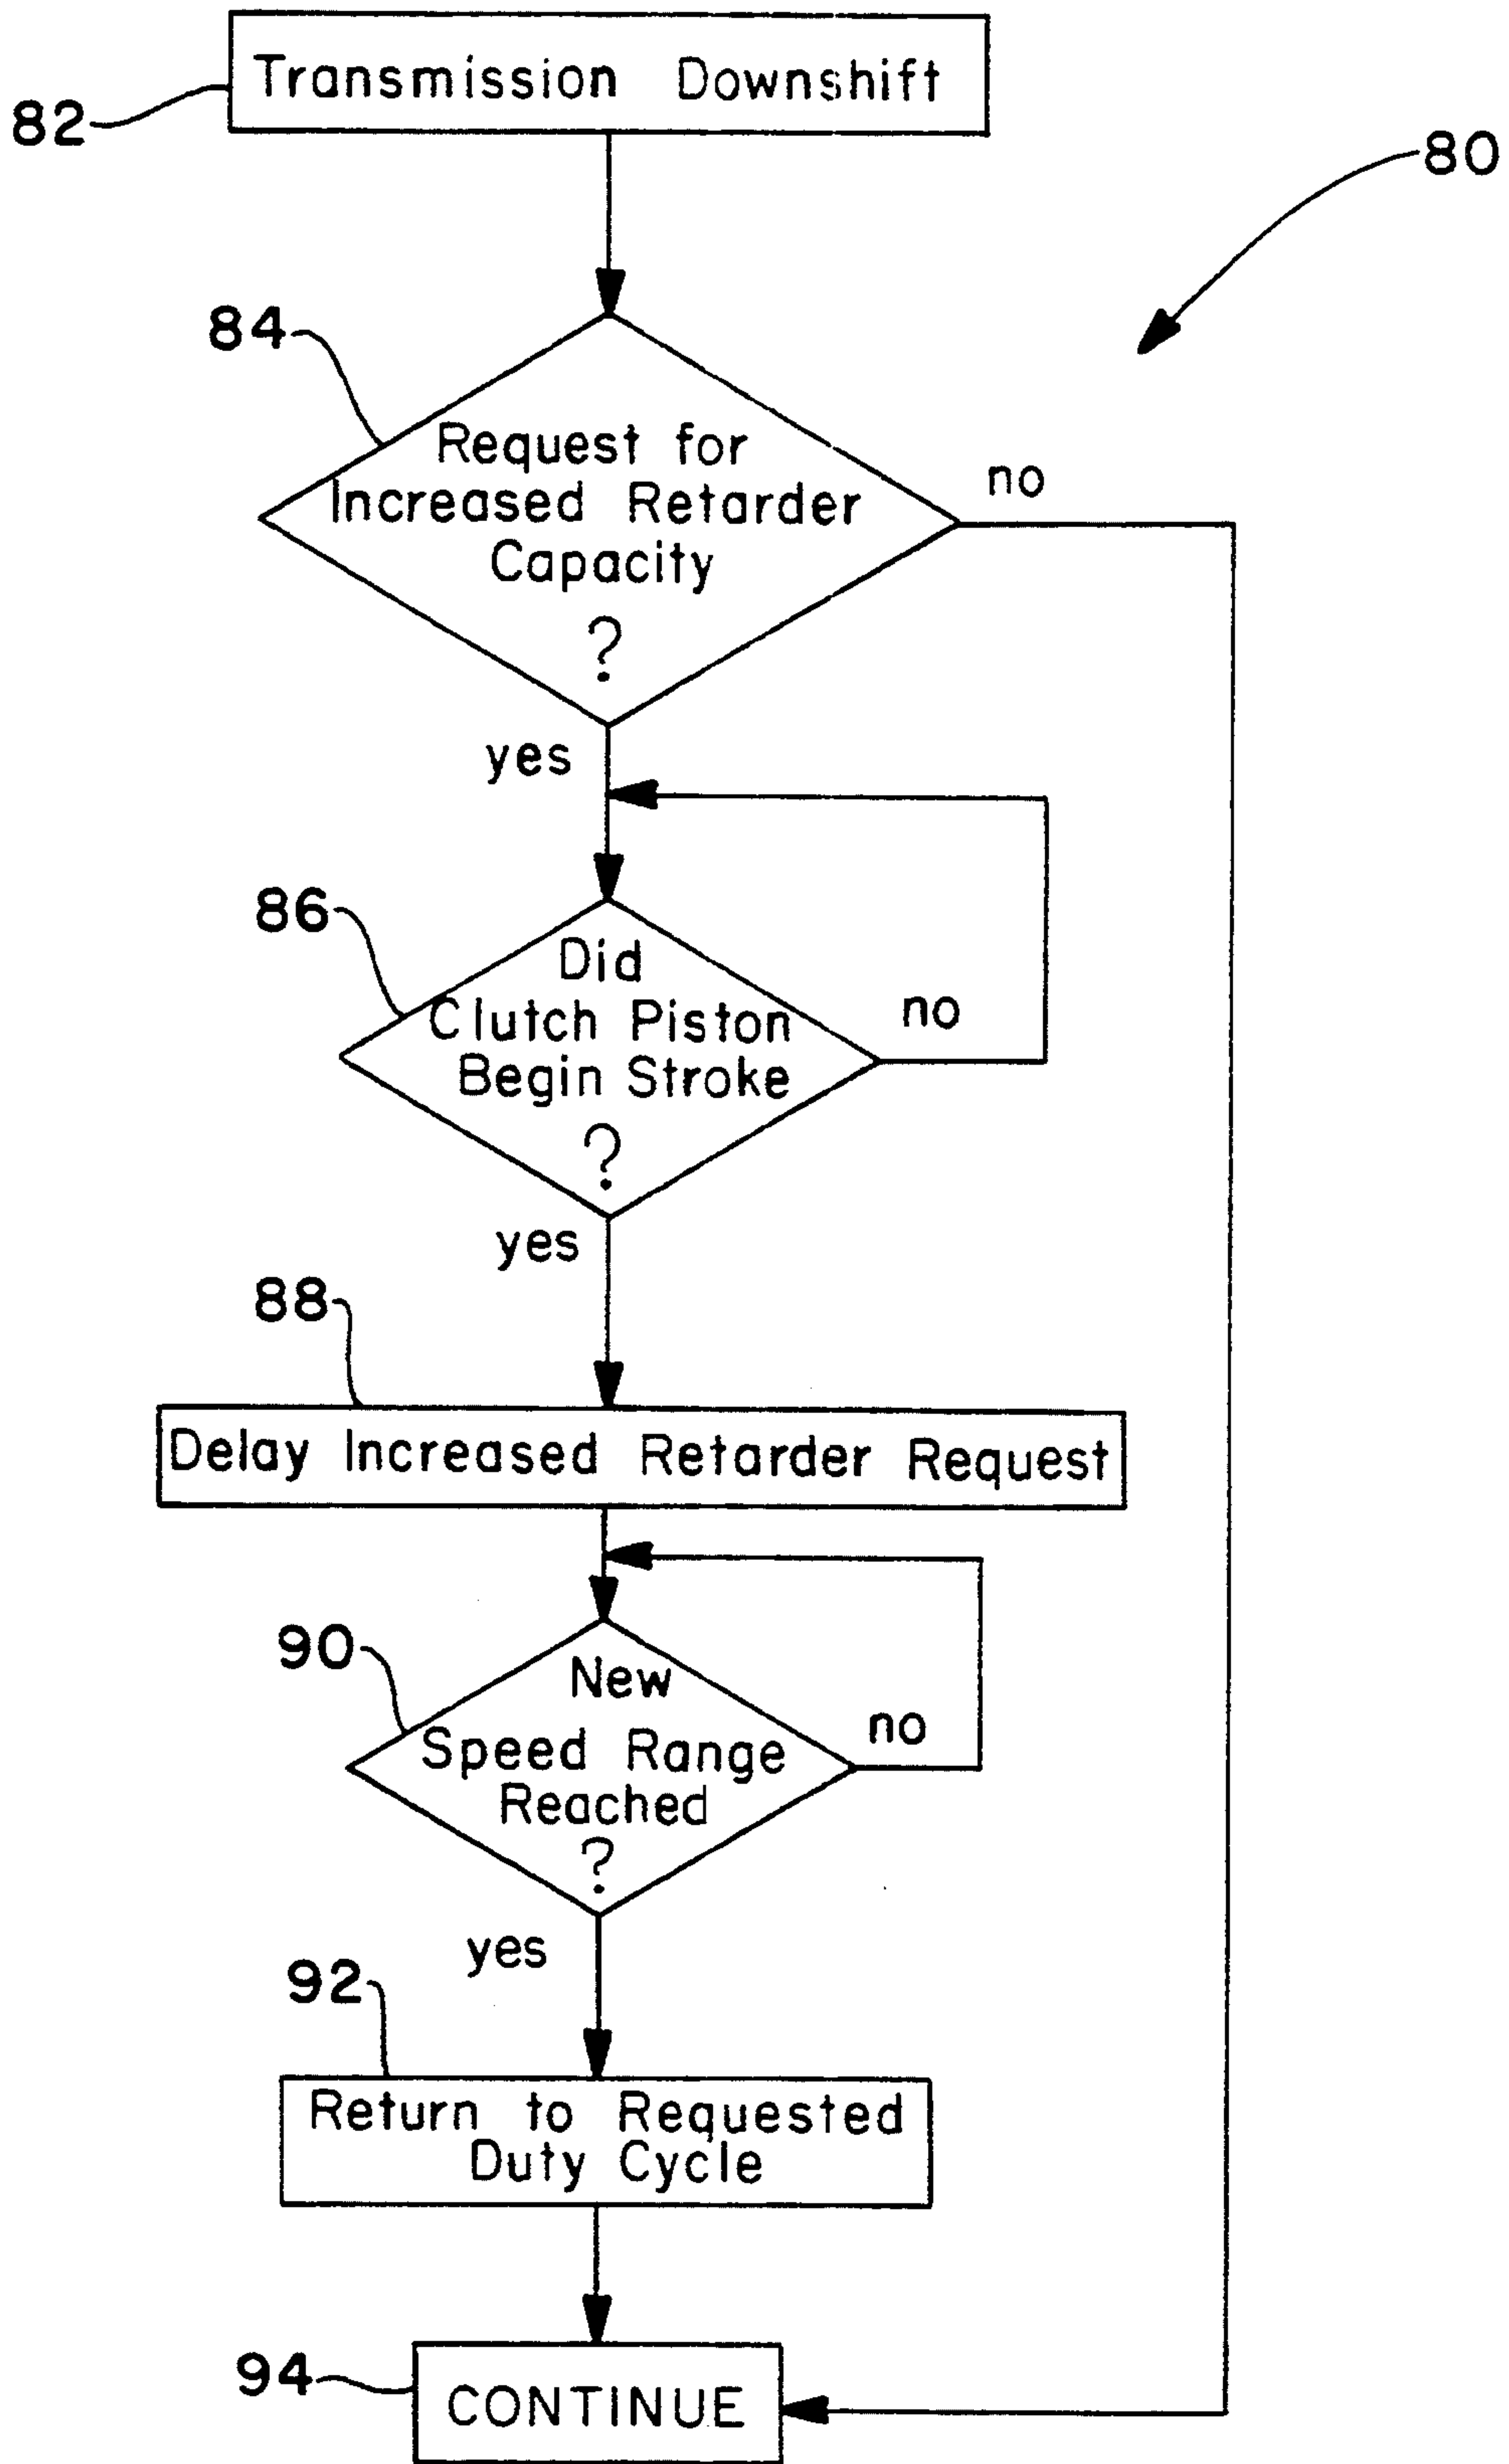 Transmission Downshift
82
80
84
Request for
Increased Retarder
Capacity
?
no
yes
86
Did
Clutch Piston
Begin Stroke
?
no
yes
88
Delay Increased Retarder Request
90
New
Speed Range
Reached
?
no
yes
92
Return to Requested
Duty Cycle
94
CONTINUE